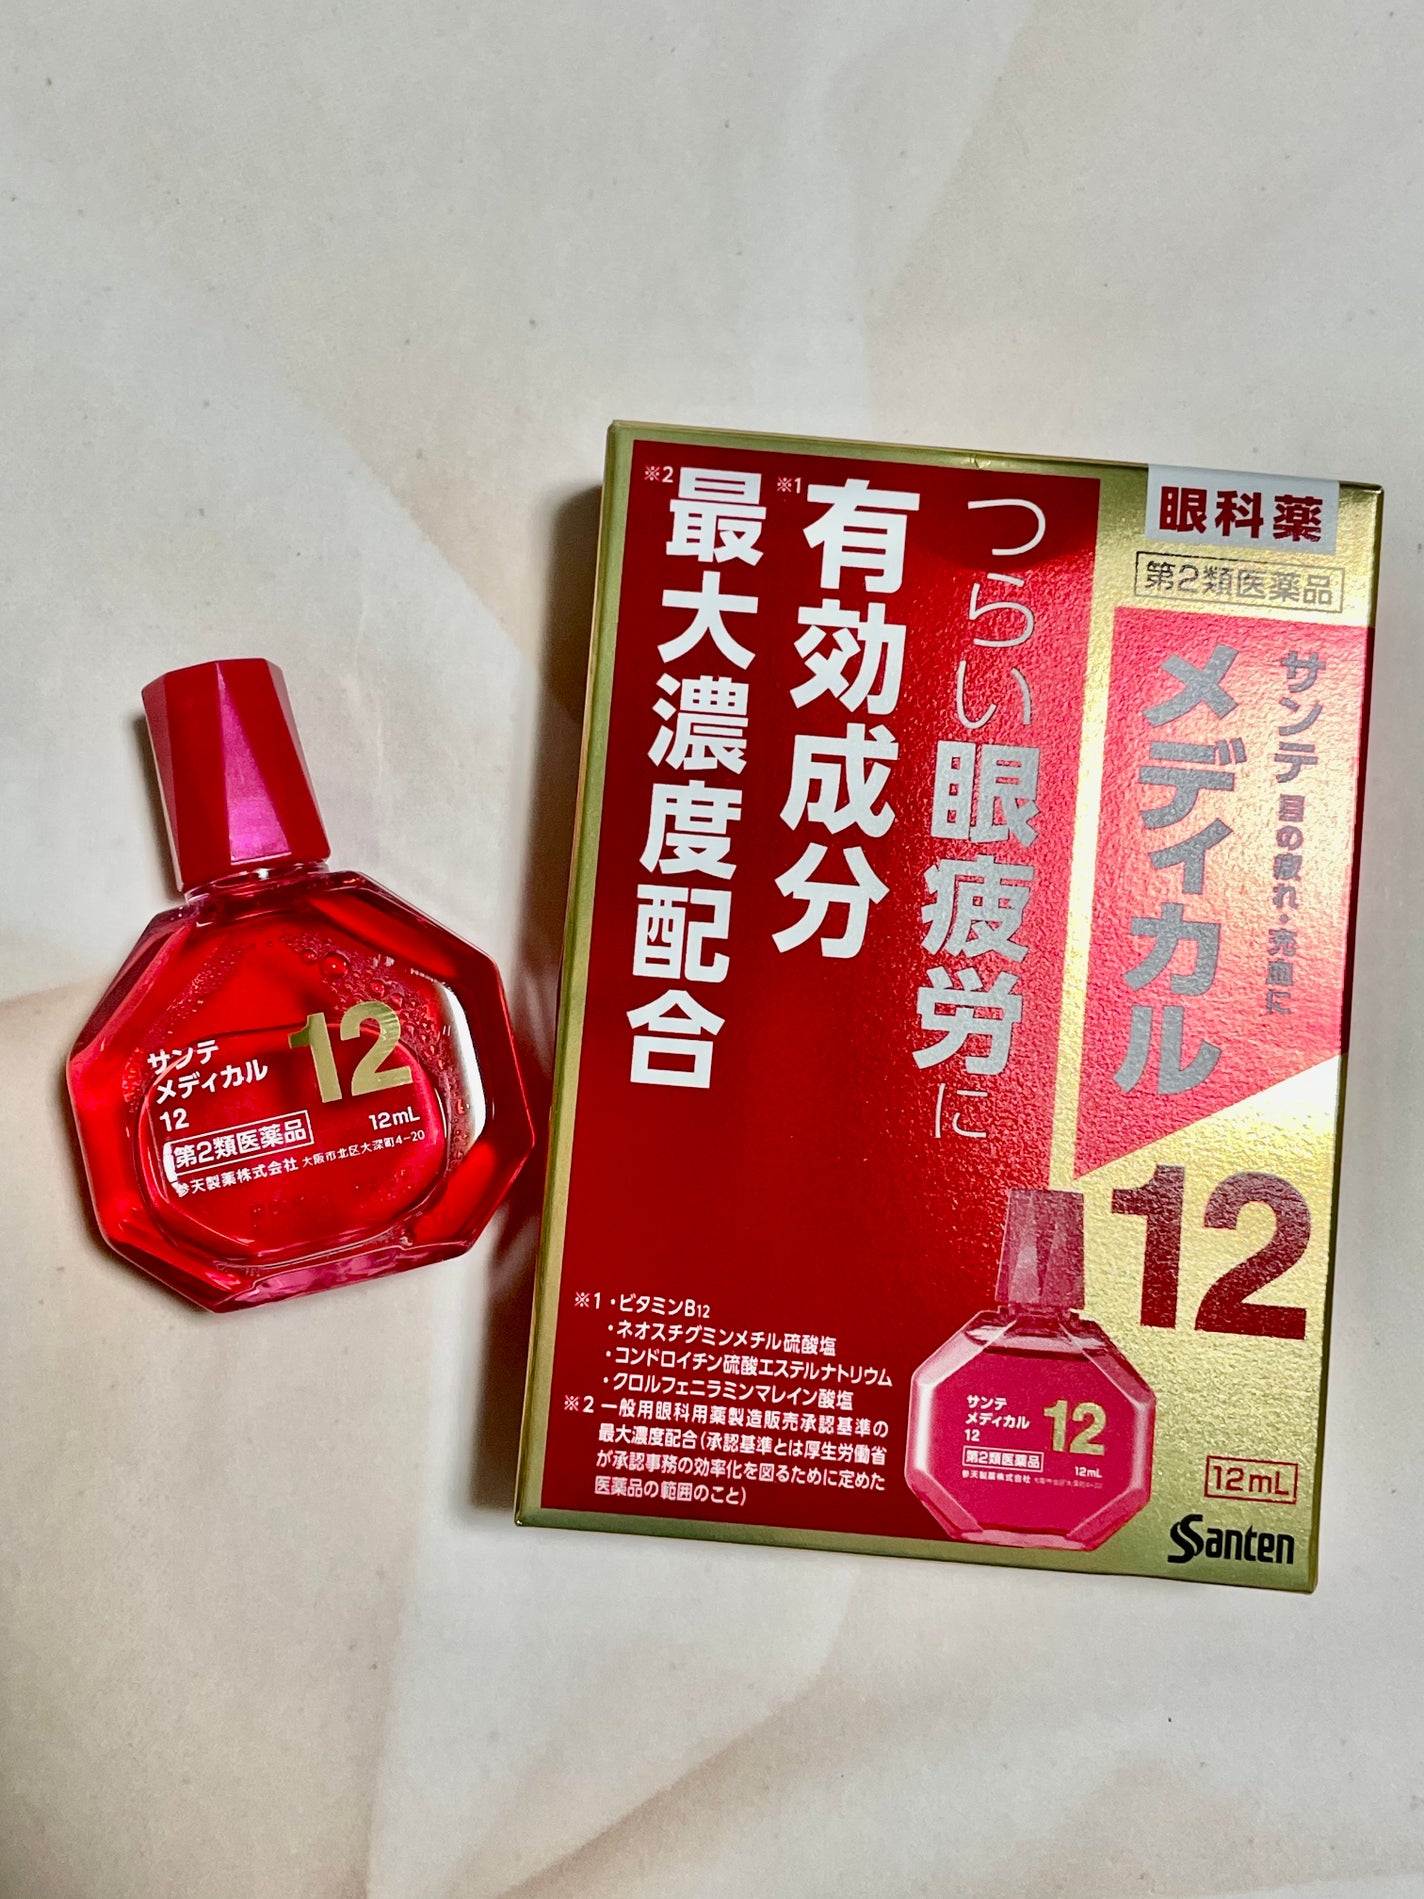 サンテ
メディカル
12
12
12mL
第2類医薬品
参天製薬株式会社 大阪市北区大深町4-20
眼科薬
第2類医薬品
サンテ 目の疲れ・充血に
メディカル
12
つらい眼疲労に
※1有効成分
※2最大濃度配合
※1・ビタミンB12
・ネオスチグミンメチル硫酸塩
・コンドロイチン硫酸エステルナトリウム
・クロルフェニラミンマレイン酸塩
※2 一般用眼科用薬製造販売承認基準の
最大濃度配合(承認基準とは厚生労働省
が承認事務の効率化を図るために定めた
医薬品の範囲のこと)
サンテ
メディカル
12
12
第2類医薬品
12mL
参天製薬株式会社
12mL
Santen